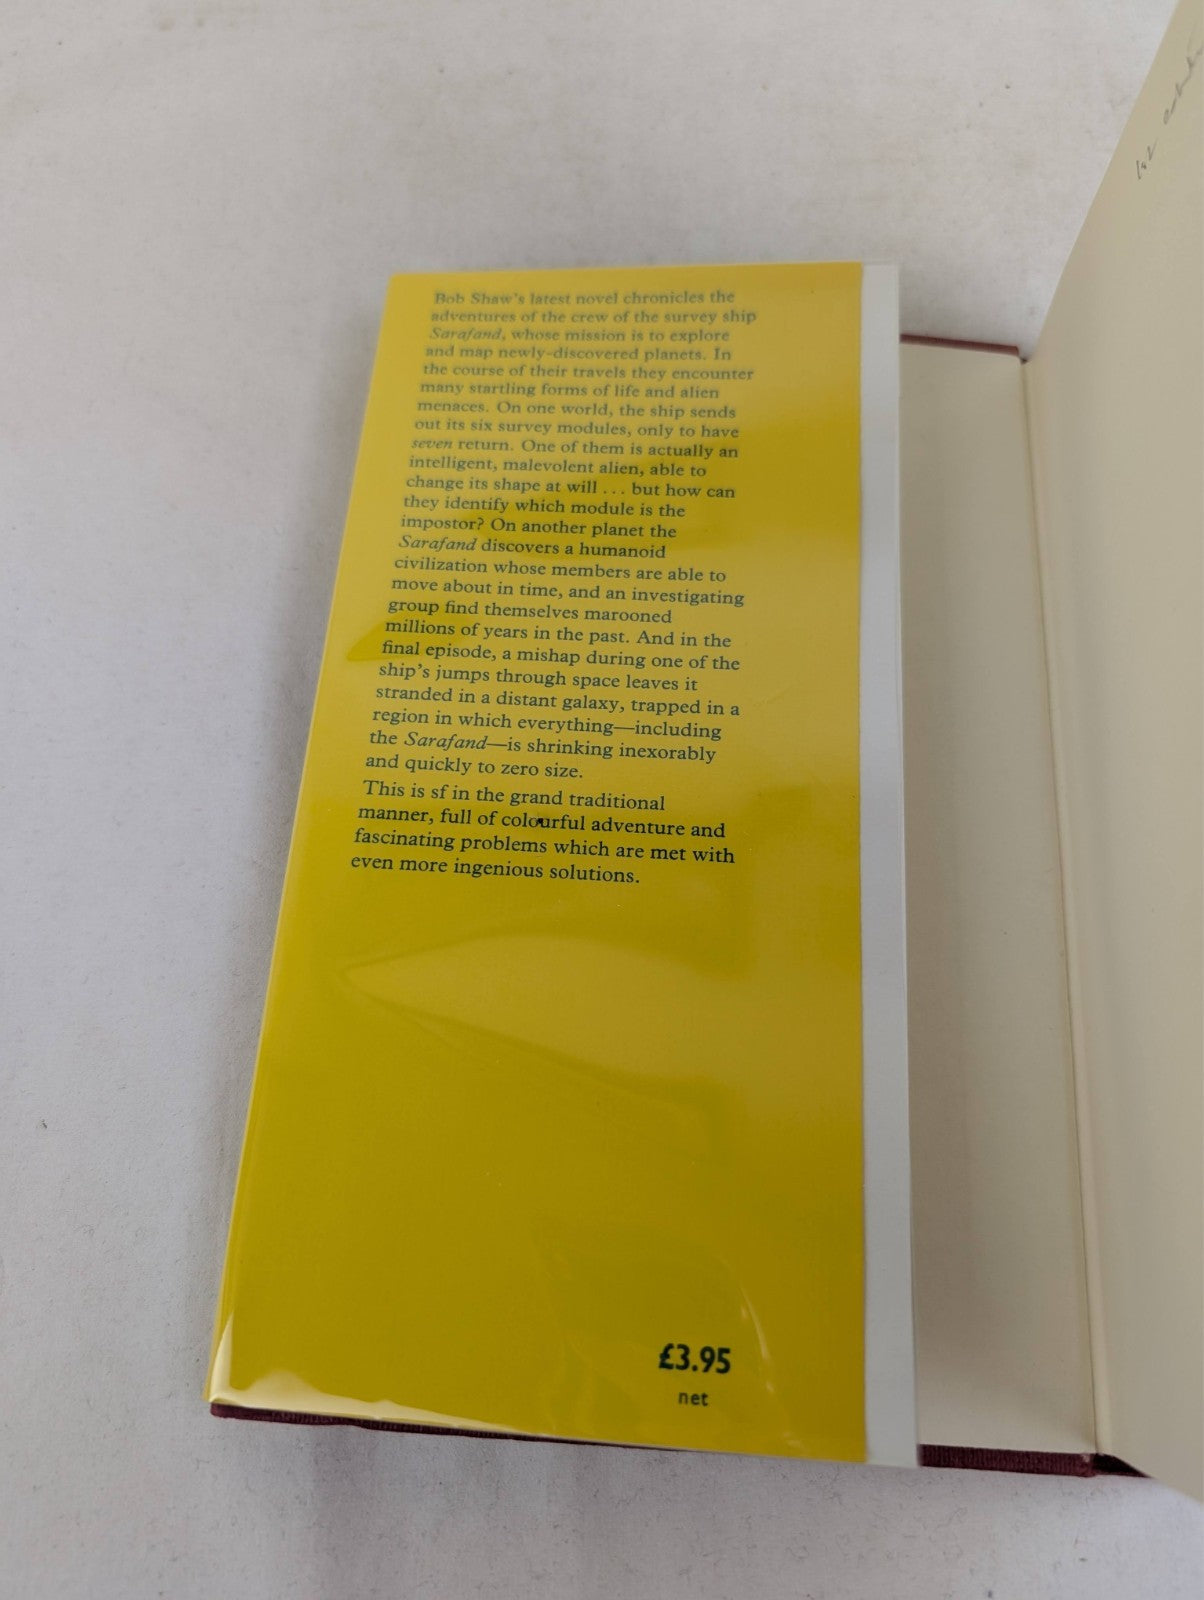 Bob Shaw's latest novel chronicles the
adventures of the crew of the survey ship
Sarafand, whose mission is to explore
and map newly-discovered planets. In
the course of their travels they encounter
many startling forms of life and alien
menaces. On one world, the ship sends
out its six survey modules, only to have
seven return. One of them is actually an
intelligent, malevolent alien, able to
change its shape at will ... but how can
they identify which module is the
impostor? On another planet the
Sarafand discovers a humanoid
civilization whose members are able to
move about in time, and an investigating
group find themselves marooned
millions of years in the past. And in the
final episode, a mishap during one of the
ship's jumps through space leaves it
stranded in a distant galaxy, trapped in a
region in which everything—including
the Sarafand—is shrinking inexorably
and quickly to zero size.
This is sf in the grand traditional
manner, full of colourful adventure and
fascinating problems which are met with
even more ingenious solutions.
£3.95
net